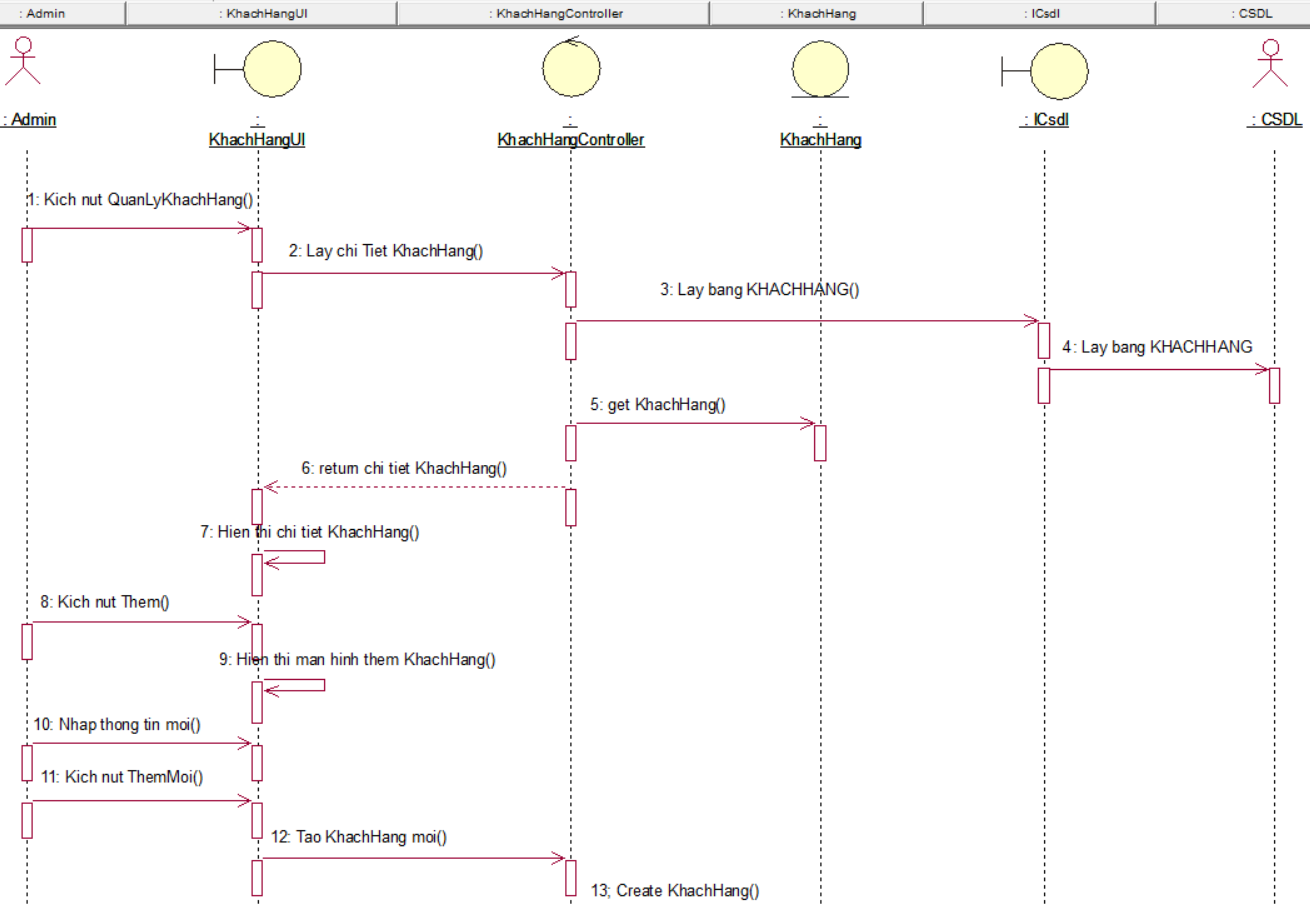 : Admin
: KhachHangUI
: KhachHangController
: KhachHang
: ICsdl
: CSDL
: Admin
:
KhachHangUI
:
KhachHangController
:
KhachHang
: ICsdl
: CSDL
1: Kich nut QuanLyKhachHang()
2: Lay chi Tiet KhachHang()
3: Lay bang KHACHHANG()
4: Lay bang KHACHHANG
5: get KhachHang()
6: return chi tiet KhachHang()
7: Hien thi chi tiet KhachHang()
8: Kich nut Them()
9: Hien thi man hinh them KhachHang()
10: Nhap thong tin moi()
11: Kich nut ThemMoi()
12: Tao KhachHang moi()
13; Create KhachHang()